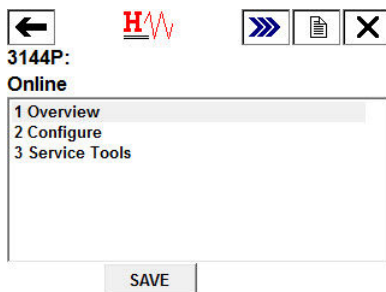 H
3144P:
Online
1 Overview
2 Configure
3 Service Tools
SAVE